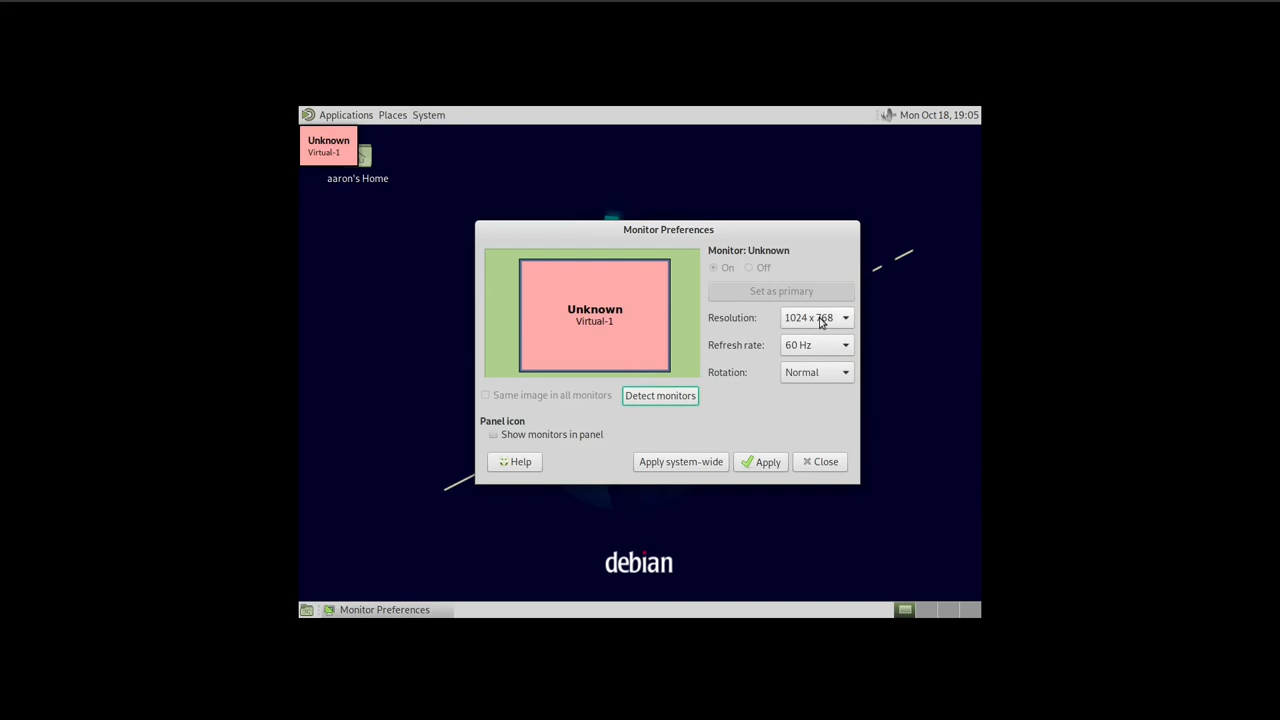 Applications Places System
Mon Oct 18, 19:05
Unknown
Virtual-1
aaron's Home
Monitor Preferences
Monitor: Unknown
On Off
Set as primary
Unknown
Virtual-1
Resolution: 1024 x 768
Refresh rate: 60 Hz
Rotation: Normal
Same image in all monitors
Detect monitors
Panel icon
Show monitors in panel
Help
Apply system-wide
Apply
Close
debian
Monitor Preferences